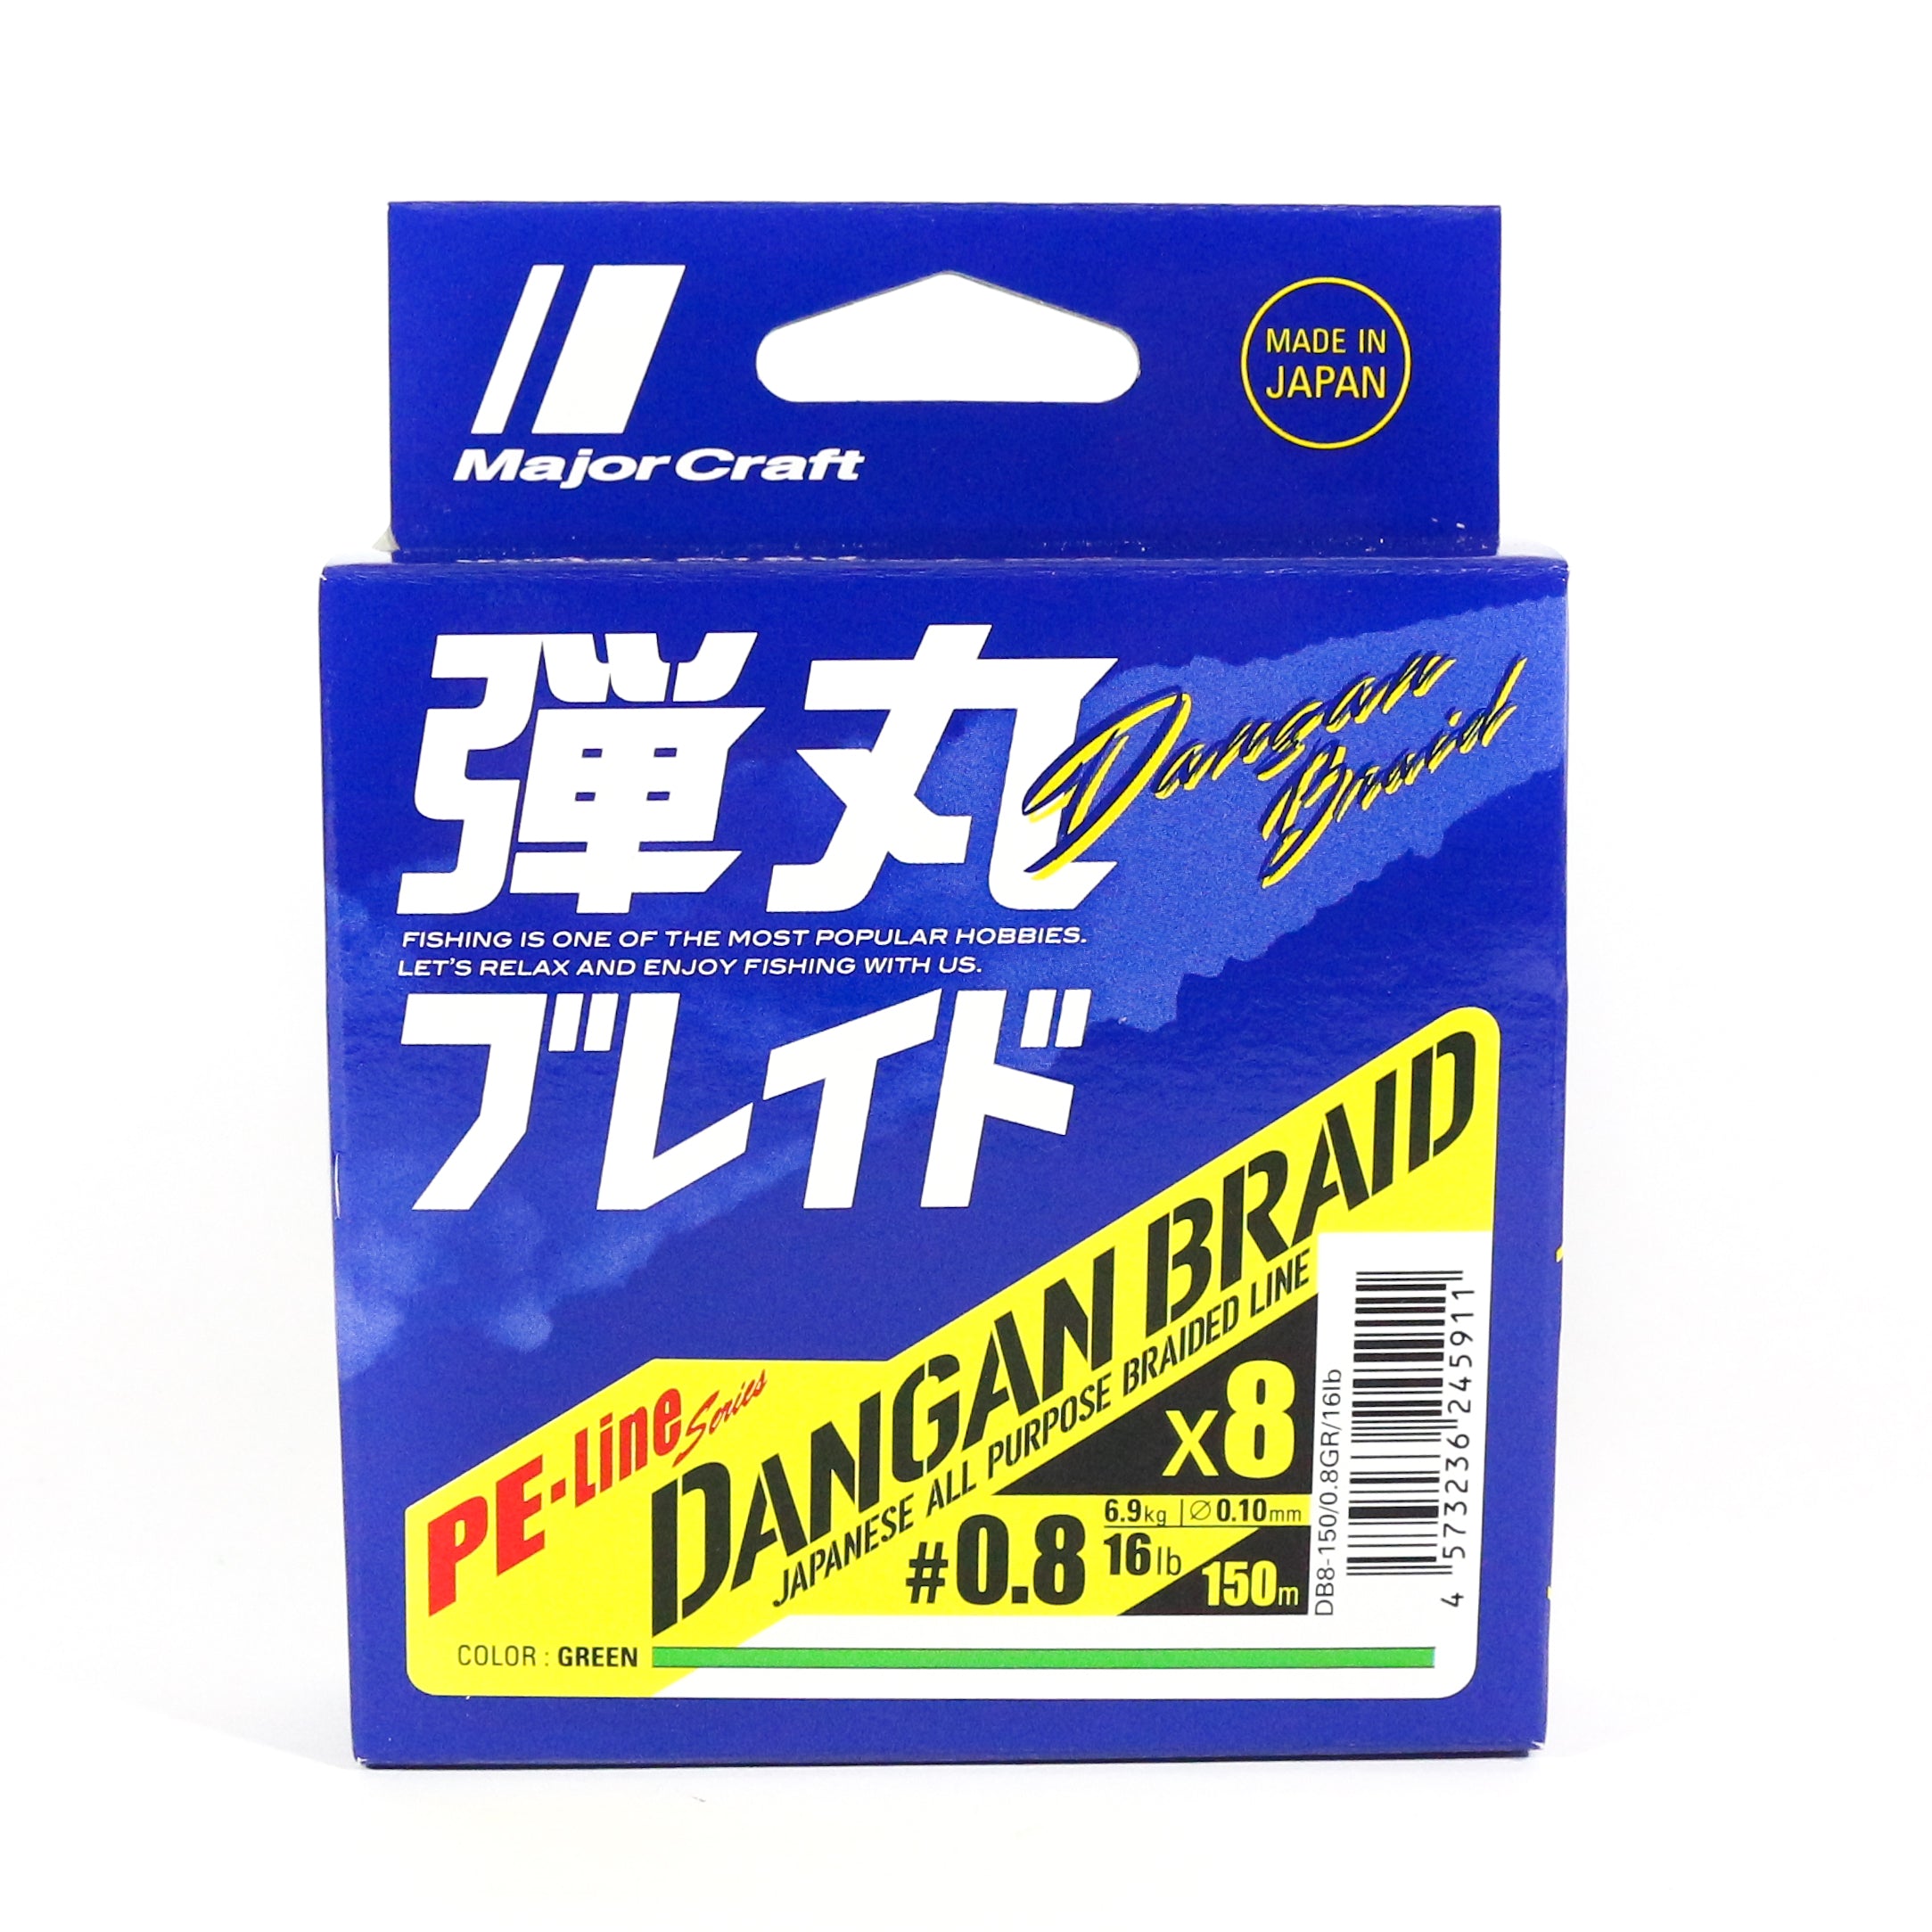 Major Craft
MADE IN
JAPAN
弾丸
Dangan
Braid
FISHING IS ONE OF THE MOST POPULAR HOBBIES.
LET'S RELAX AND ENJOY FISHING WITH US.
ブレイド
PE-Line Series
DANGAN BRAID
JAPANESE ALL PURPOSE BRAIDED LINE
x8
#0.8
6.9kg | ∅ 0.10mm
16lb
150m
COLOR : GREEN
DB8-150/0.8GR/16lb
4 573236 245911